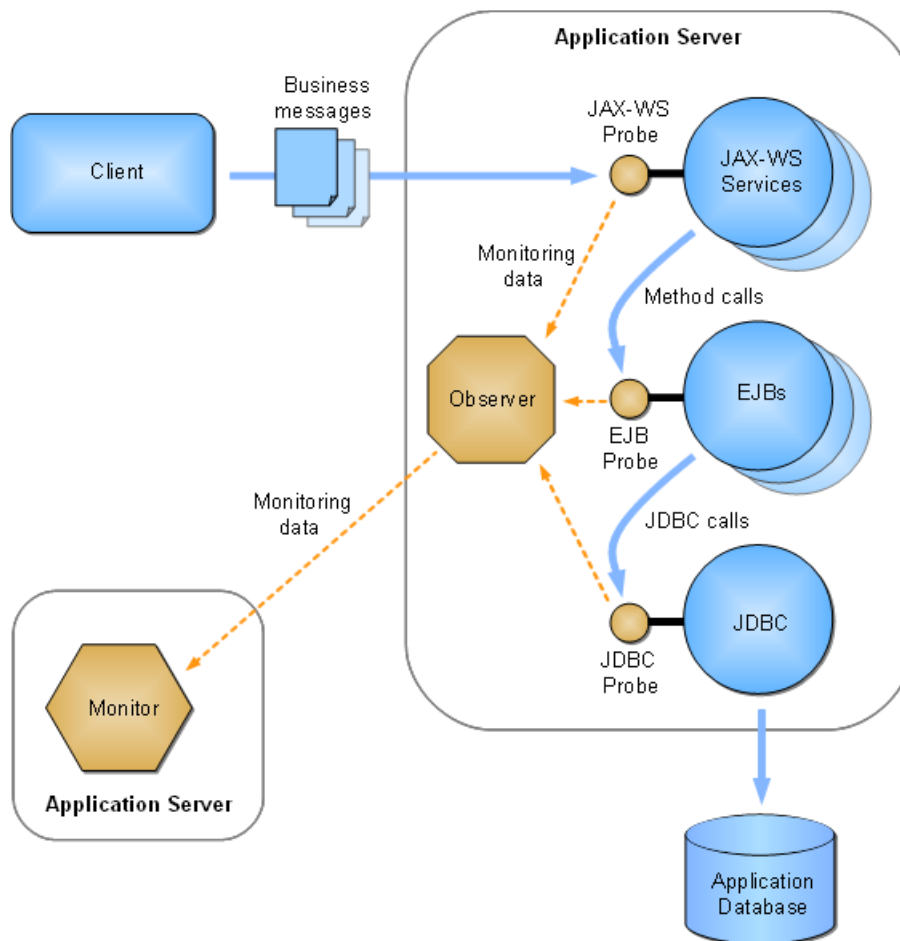 Application Server
Business
messages
Client
JAX-WS
Probe
JAX-WS
Services
Monitoring
data
Method calls
Observer
EJB
Probe
EJBs
Monitoring
data
JDBC calls
JDBC
Probe
JDBC
Monitor
Application Server
Application
Database